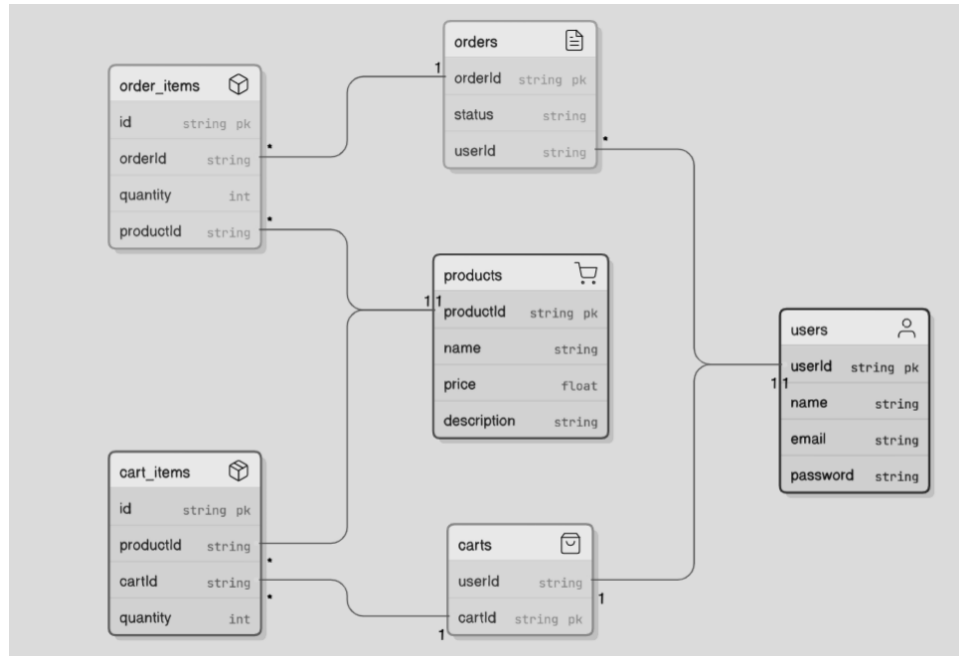 orders
1
orderId string pk
status string
userId string
*
order_items
id string pk
*
orderId string
quantity int
*
productId string
products
1 1
productId string pk
name string
price float
description string
users
userId string pk
1 1
name string
email string
password string
cart_items
id string pk
productId string
*
cartId string
*
quantity int
carts
userId string
1
cartId string pk
1